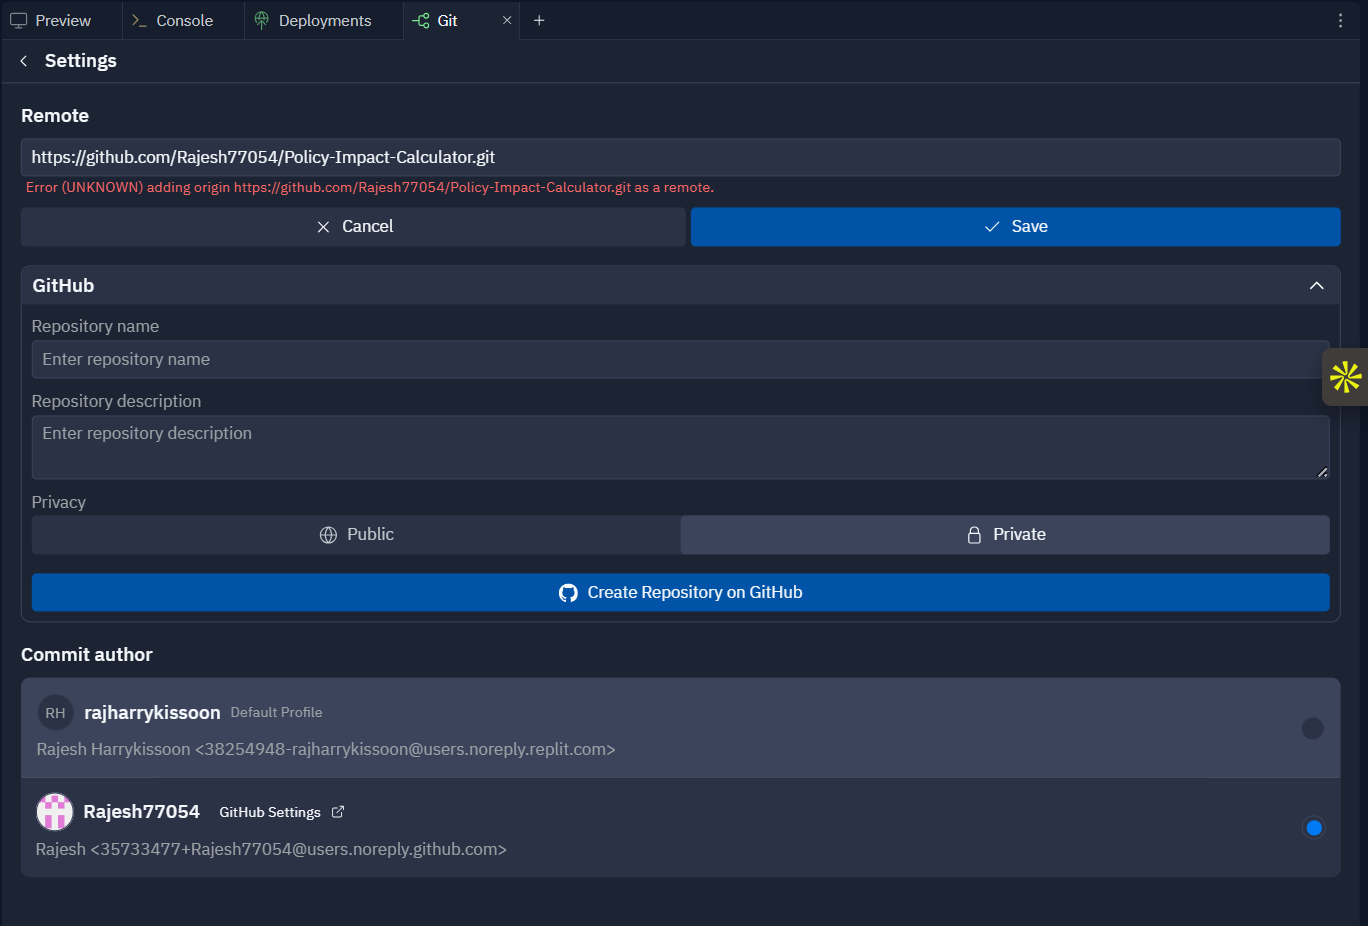 Preview
Console
Deployments
Git
Settings
Remote
https://github.com/Rajesh77054/Policy-Impact-Calculator.git
Error (UNKNOWN) adding origin https://github.com/Rajesh77054/Policy-Impact-Calculator.git as a remote.
Cancel
Save
GitHub
Repository name
Enter repository name
Repository description
Enter repository description
Privacy
Public
Private
Create Repository on GitHub
Commit author
RH rajharrykissoon Default Profile
Rajesh Harrykissoon <38254948-rajharrykissoon@users.noreply.replit.com>
Rajesh77054 GitHub Settings
Rajesh <35733477+Rajesh77054@users.noreply.github.com>